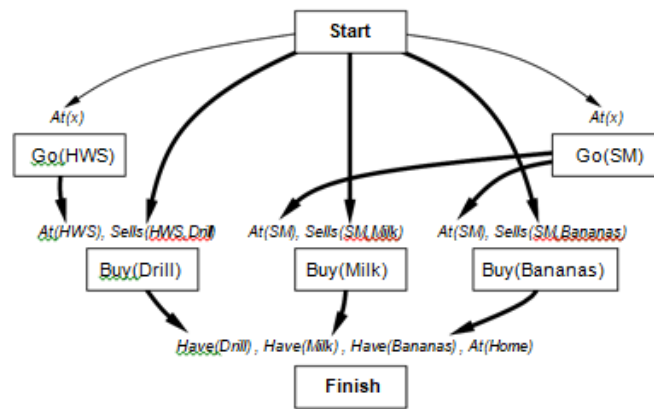 Start
At(x) At(x)
Go(HWS) Go(SM)
At(HWS), Sells(HWS,Drill) At(SM), Sells(SM,Milk) At(SM), Sells(SM,Bananas)
Buy(Drill) Buy(Milk) Buy(Bananas)
Have(Drill) , Have(Milk) , Have(Bananas) , At(Home)
Finish